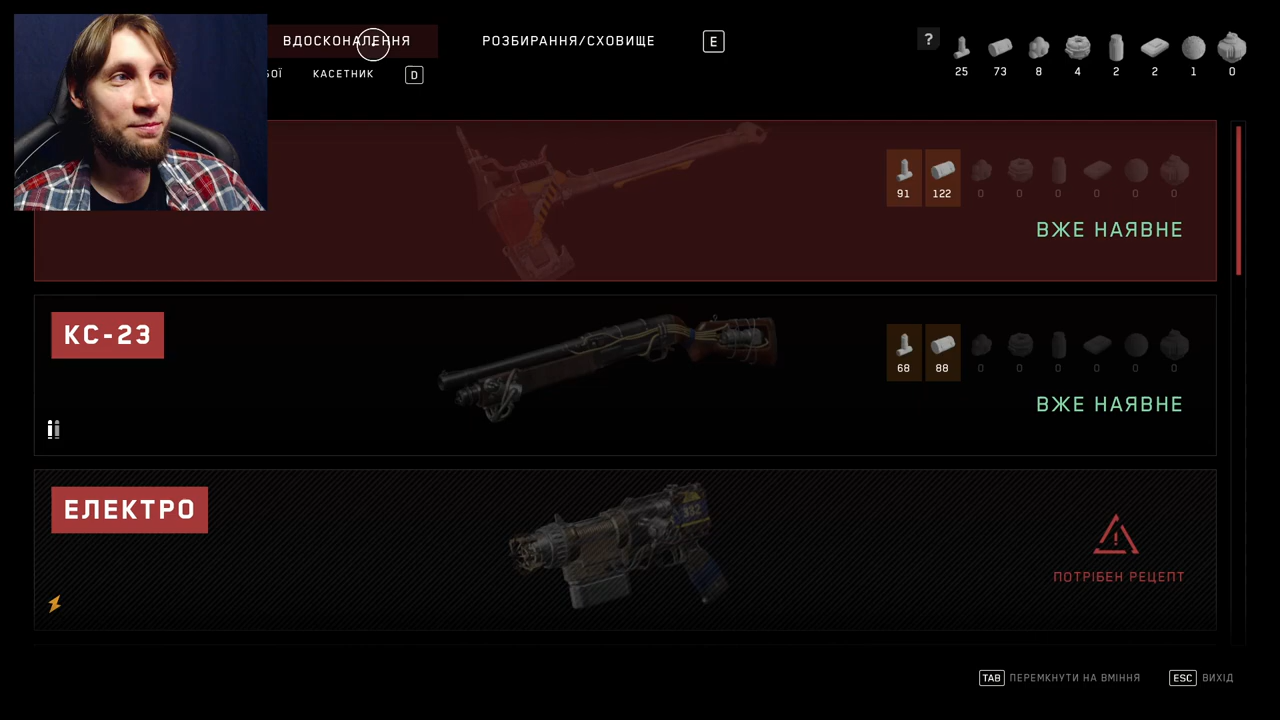 ВДОСКОНАЛЕННЯ
РОЗБИРАННЯ/СХОВИЩЕ
E
?
КАСЕТНИК
D
25 73 8 4 2 2 1 0
91 122 0 0 0 0 0 0
ВЖЕ НАЯВНЕ
КС-23
68 88 0 0 0 0 0 0
ВЖЕ НАЯВНЕ
ЕЛЕКТРО
332
ПОТРІБЕН РЕЦЕПТ
TAB ПЕРЕМКНУТИ НА ВМІННЯ
ESC ВИХІД